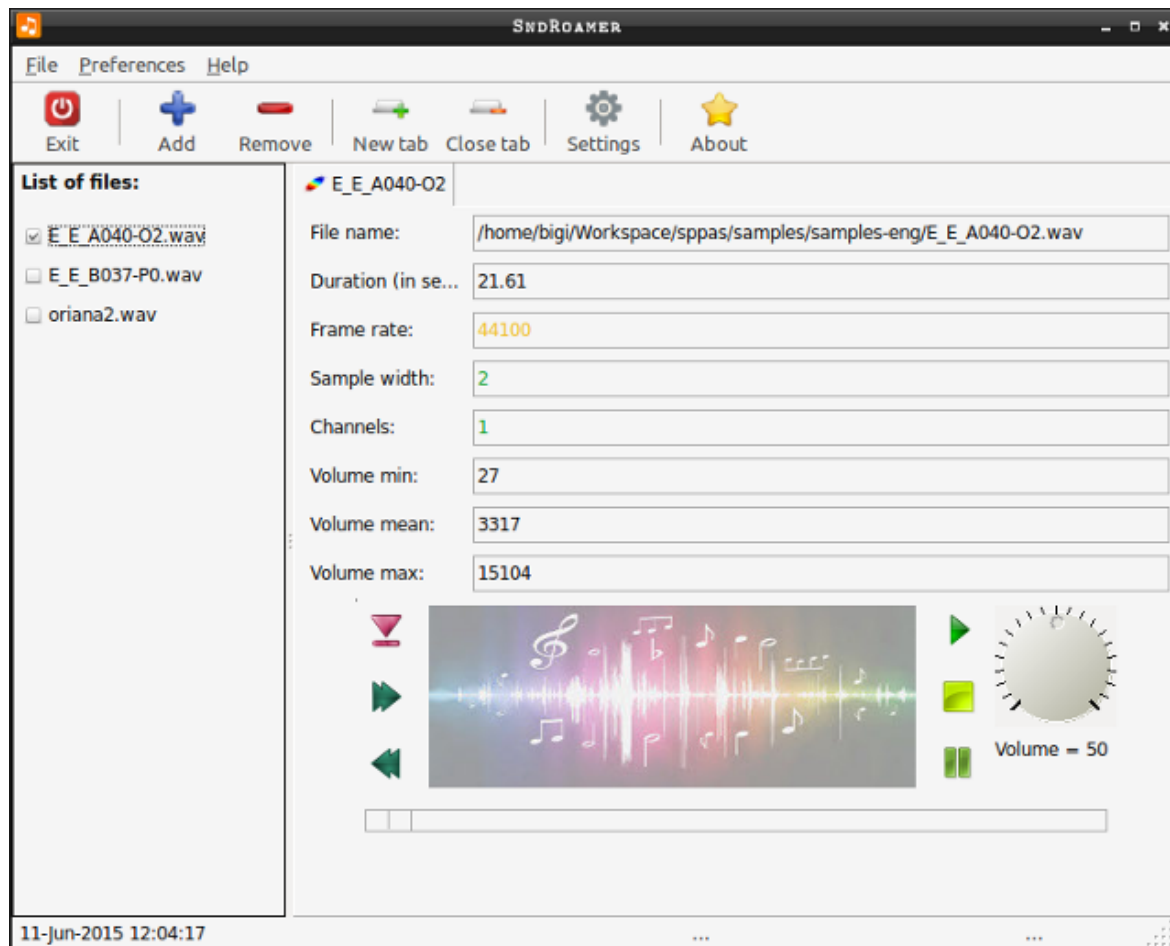 SndRoamer
File Preferences Help
Exit Add Remove New tab Close tab Settings About
List of files:
E_E_A040-O2.wav
E_E_B037-P0.wav
oriana2.wav
E_E_A040-O2
File name: /home/bigi/Workspace/sppas/samples/samples-eng/E_E_A040-O2.wav
Duration (in se... 21.61
Frame rate: 44100
Sample width: 2
Channels: 1
Volume min: 27
Volume mean: 3317
Volume max: 15104
Volume = 50
11-Jun-2015 12:04:17 ... ...